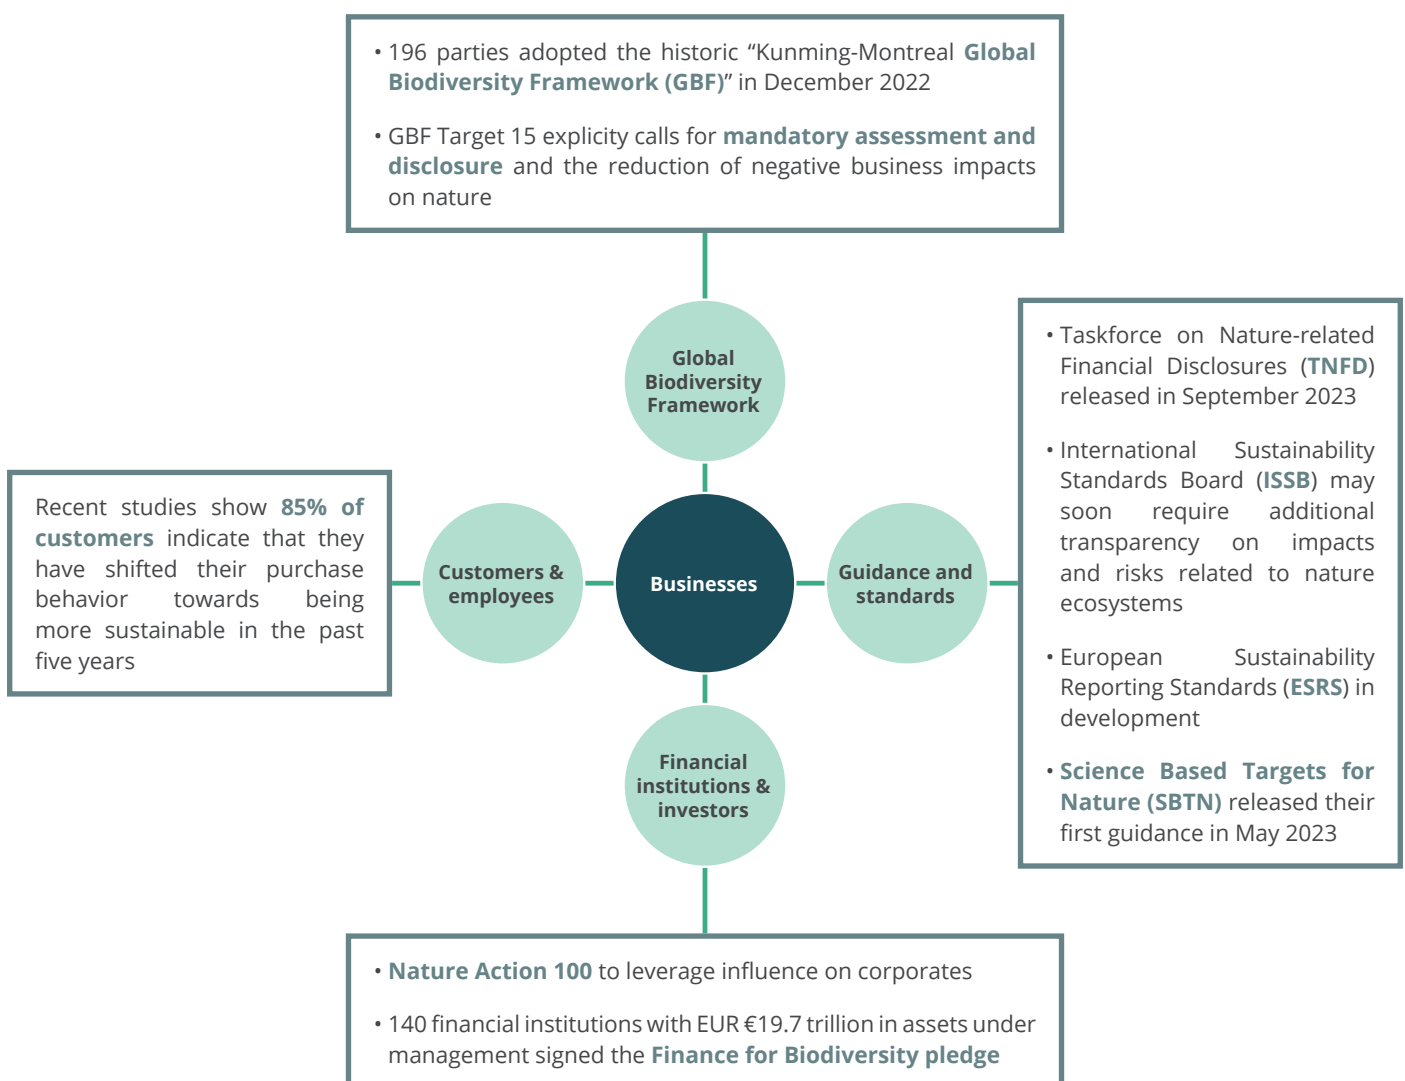 • 196 parties adopted the historic “Kunming-Montreal Global
Biodiversity Framework (GBF)” in December 2022
• GBF Target 15 explicity calls for mandatory assessment and
disclosure and the reduction of negative business impacts
on nature
Global
Biodiversity
Framework
Recent studies show 85% of
customers indicate that they
have shifted their purchase
behavior towards being
more sustainable in the past
five years
Customers &
employees
Businesses
Guidance and
standards
• Taskforce on Nature-related
Financial Disclosures (TNFD)
released in September 2023
• International Sustainability
Standards Board (ISSB) may
soon require additional
transparency on impacts
and risks related to nature
ecosystems
• European Sustainability
Reporting Standards (ESRS) in
development
• Science Based Targets for
Nature (SBTN) released their
first guidance in May 2023
Financial
institutions &
investors
• Nature Action 100 to leverage influence on corporates
• 140 financial institutions with EUR €19.7 trillion in assets under
management signed the Finance for Biodiversity pledge